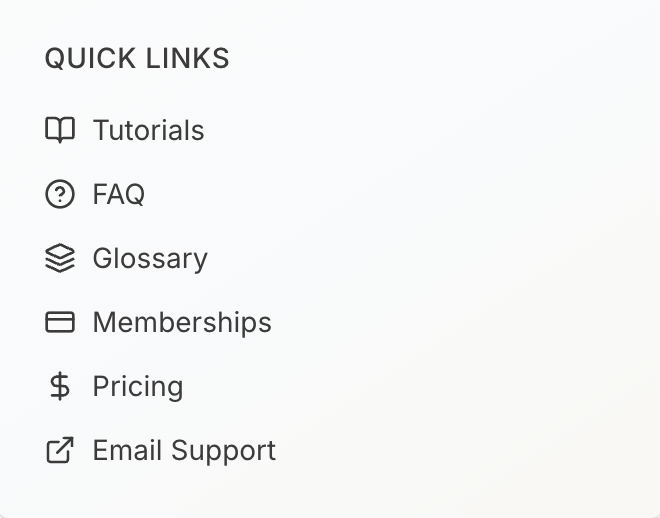 QUICK LINKS
Tutorials
FAQ
Glossary
Memberships
Pricing
Email Support